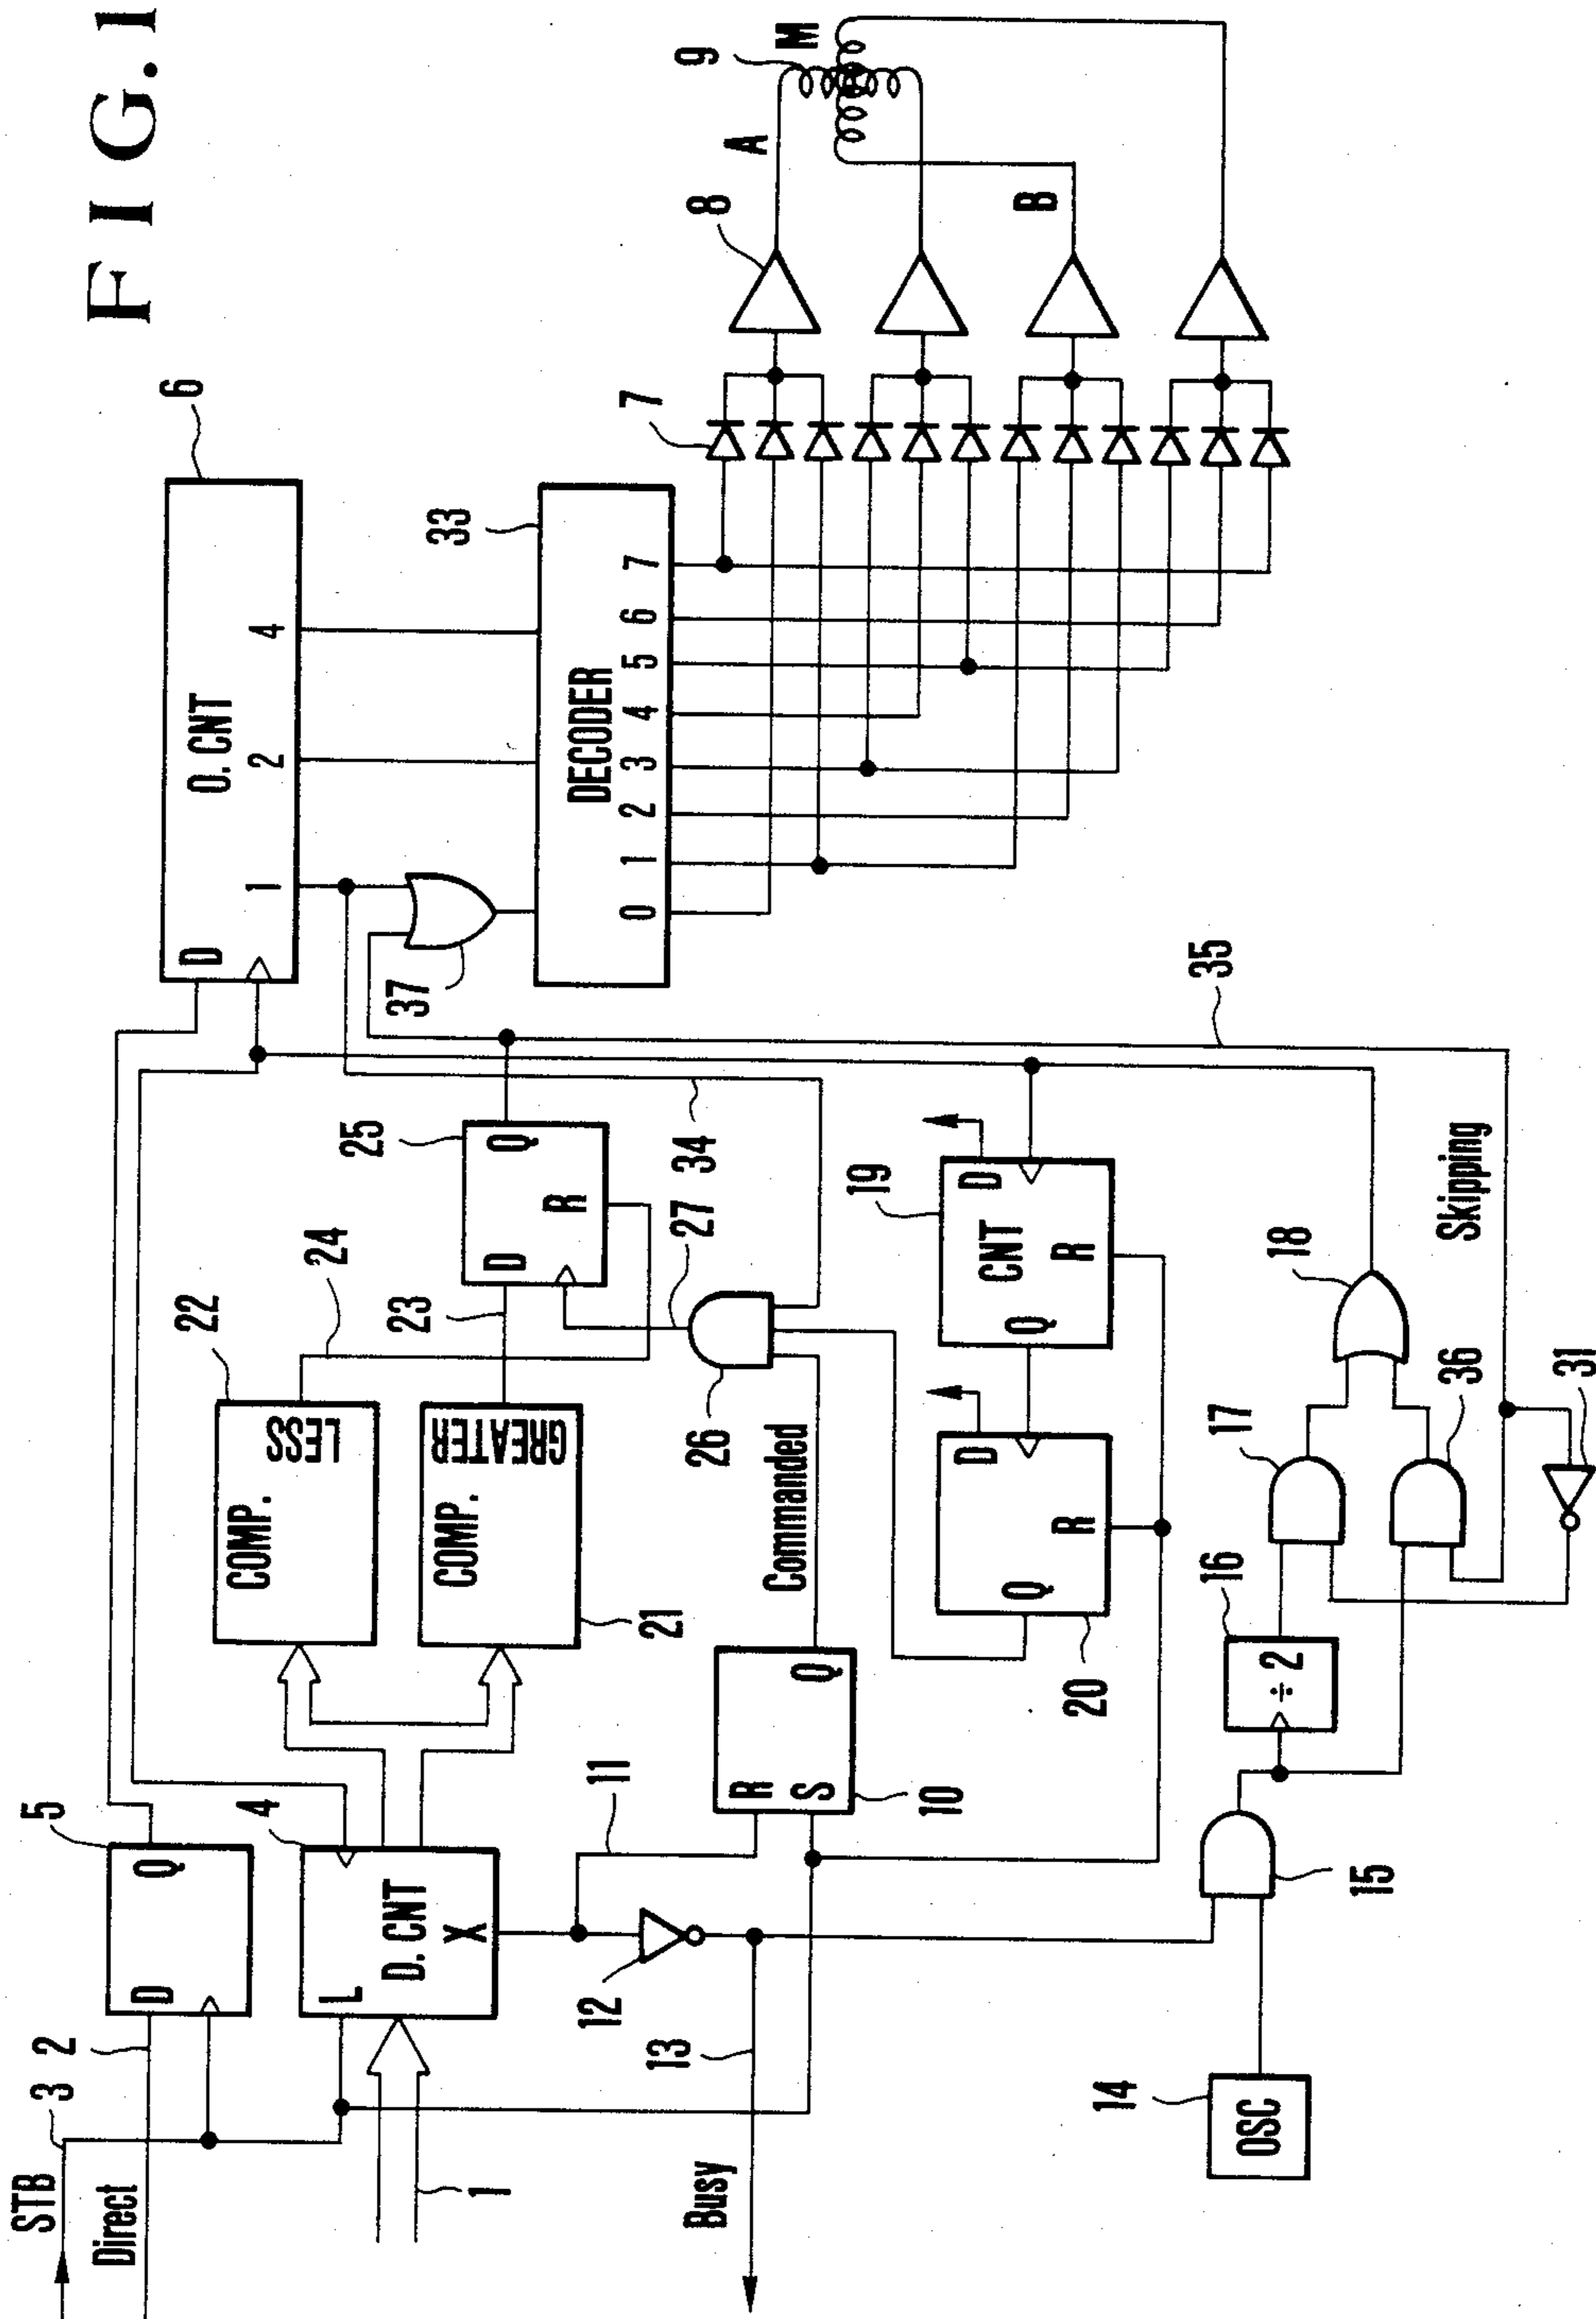 FIG.1
STB
3
Direct
2
5
D
Q
1
4
L
D. CNT
X
11
12
13
Busy
10
R
S
Q
Commanded
22
COMP.
LESS
24
21
COMP.
GREATER
23
25
D
Q
R
26
27
34
6
D
O. CNT
1
2
4
37
33
DECODER
0
1
2
3
4
5
6
7
7
8
A
B
9
M
20
D
Q
R
19
D
CNT
Q
R
14
OSC
15
16
÷ 2
17
36
18
31
Skipping
35